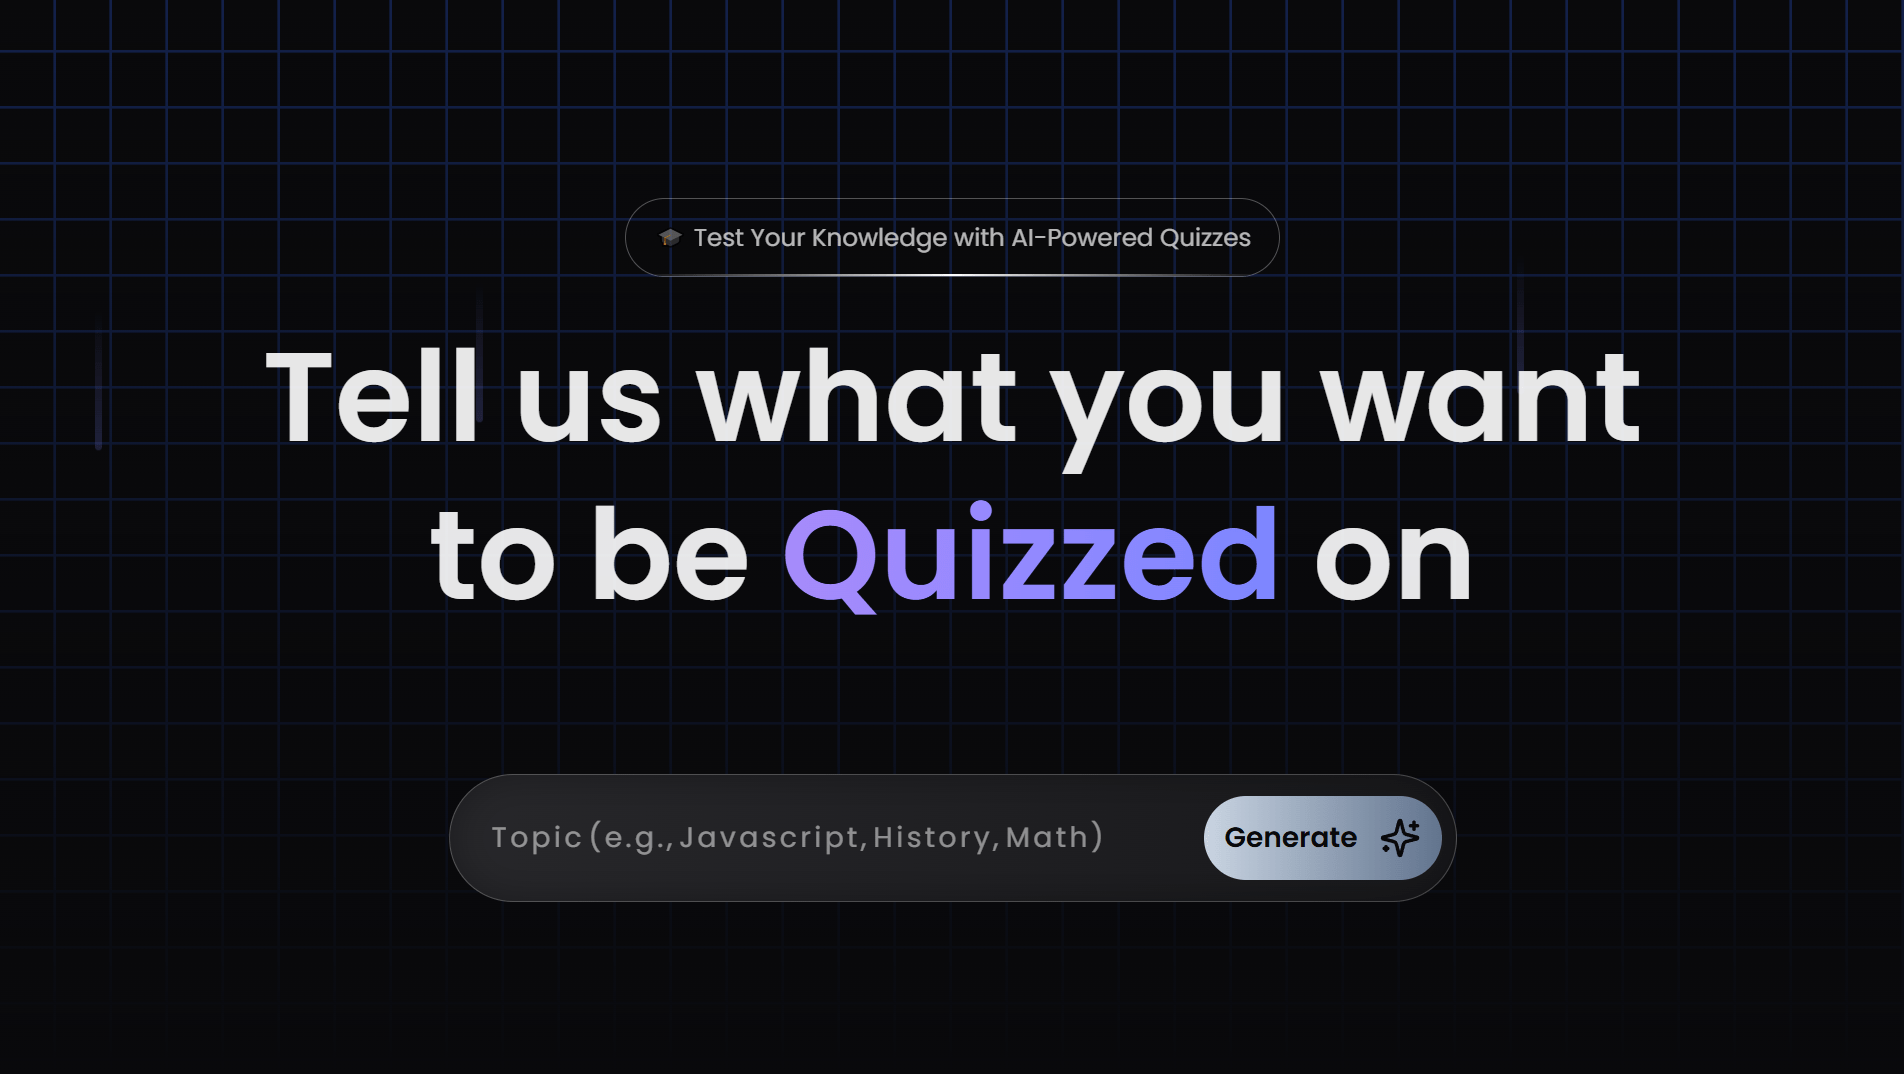 🎓 Test Your Knowledge with AI-Powered Quizzes
Tell us what you want
to be Quizzed on
Topic (e.g., Javascript, History, Math)
Generate